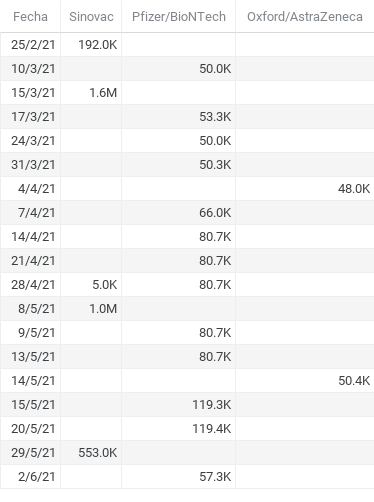 Fecha Sinovac Pfizer/BioNTech Oxford/AstraZeneca
25/2/21 192.0K
10/3/21 50.0K
15/3/21 1.6M
17/3/21 53.3K
24/3/21 50.0K
31/3/21 50.3K
4/4/21 48.0K
7/4/21 66.0K
14/4/21 80.7K
21/4/21 80.7K
28/4/21 5.0K 80.7K
8/5/21 1.0M
9/5/21 80.7K
13/5/21 80.7K
14/5/21 50.4K
15/5/21 119.3K
20/5/21 119.4K
29/5/21 553.0K
2/6/21 57.3K